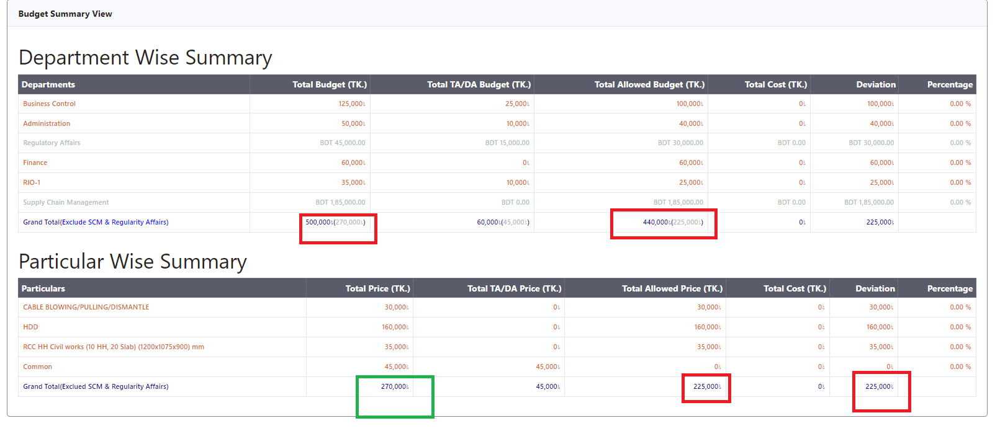 Budget Summary View
Department Wise Summary
Departments Total Budget (TK.) Total TA/DA Budget (TK.) Total Allowed Budget (TK.) Total Cost (TK.) Deviation Percentage
Business Control 125,000৳ 25,000৳ 100,000৳ 0৳ 100,000৳ 0.00 %
Administration 50,000৳ 10,000৳ 40,000৳ 0৳ 40,000৳ 0.00 %
Regulatory Affairs BDT 45,000.00 BDT 15,000.00 BDT 30,000.00 BDT 0.00 BDT 30,000.00 0.00 %
Finance 60,000৳ 0৳ 60,000৳ 0৳ 60,000৳ 0.00 %
RIO-1 35,000৳ 10,000৳ 25,000৳ 0৳ 25,000৳ 0.00 %
Supply Chain Management BDT 1,85,000.00 BDT 0.00 BDT 1,85,000.00 BDT 0.00 BDT 1,85,000.00 0.00 %
Grand Total(Exclude SCM & Regularity Affairs) 500,000৳(270,000৳) 60,000৳(45,000৳) 440,000৳(225,000৳) 0৳ 225,000৳
Particular Wise Summary
Particulars Total Price (TK.) Total TA/DA Price (TK.) Total Allowed Price (TK.) Total Cost (TK.) Deviation Percentage
CABLE BLOWING/PULLING/DISMANTLE 30,000৳ 0৳ 30,000৳ 0৳ 30,000৳ 0.00 %
HDD 160,000৳ 0৳ 160,000৳ 0৳ 160,000৳ 0.00 %
RCC HH Civil works (10 HH, 20 Slab) (1200x1075x900) mm 35,000৳ 0৳ 35,000৳ 0৳ 35,000৳ 0.00 %
Common 45,000৳ 45,000৳ 0৳ 0৳ 0৳ 0.00 %
Grand Total(Exclued SCM & Regularity Affairs) 270,000৳ 45,000৳ 225,000৳ 0৳ 225,000৳